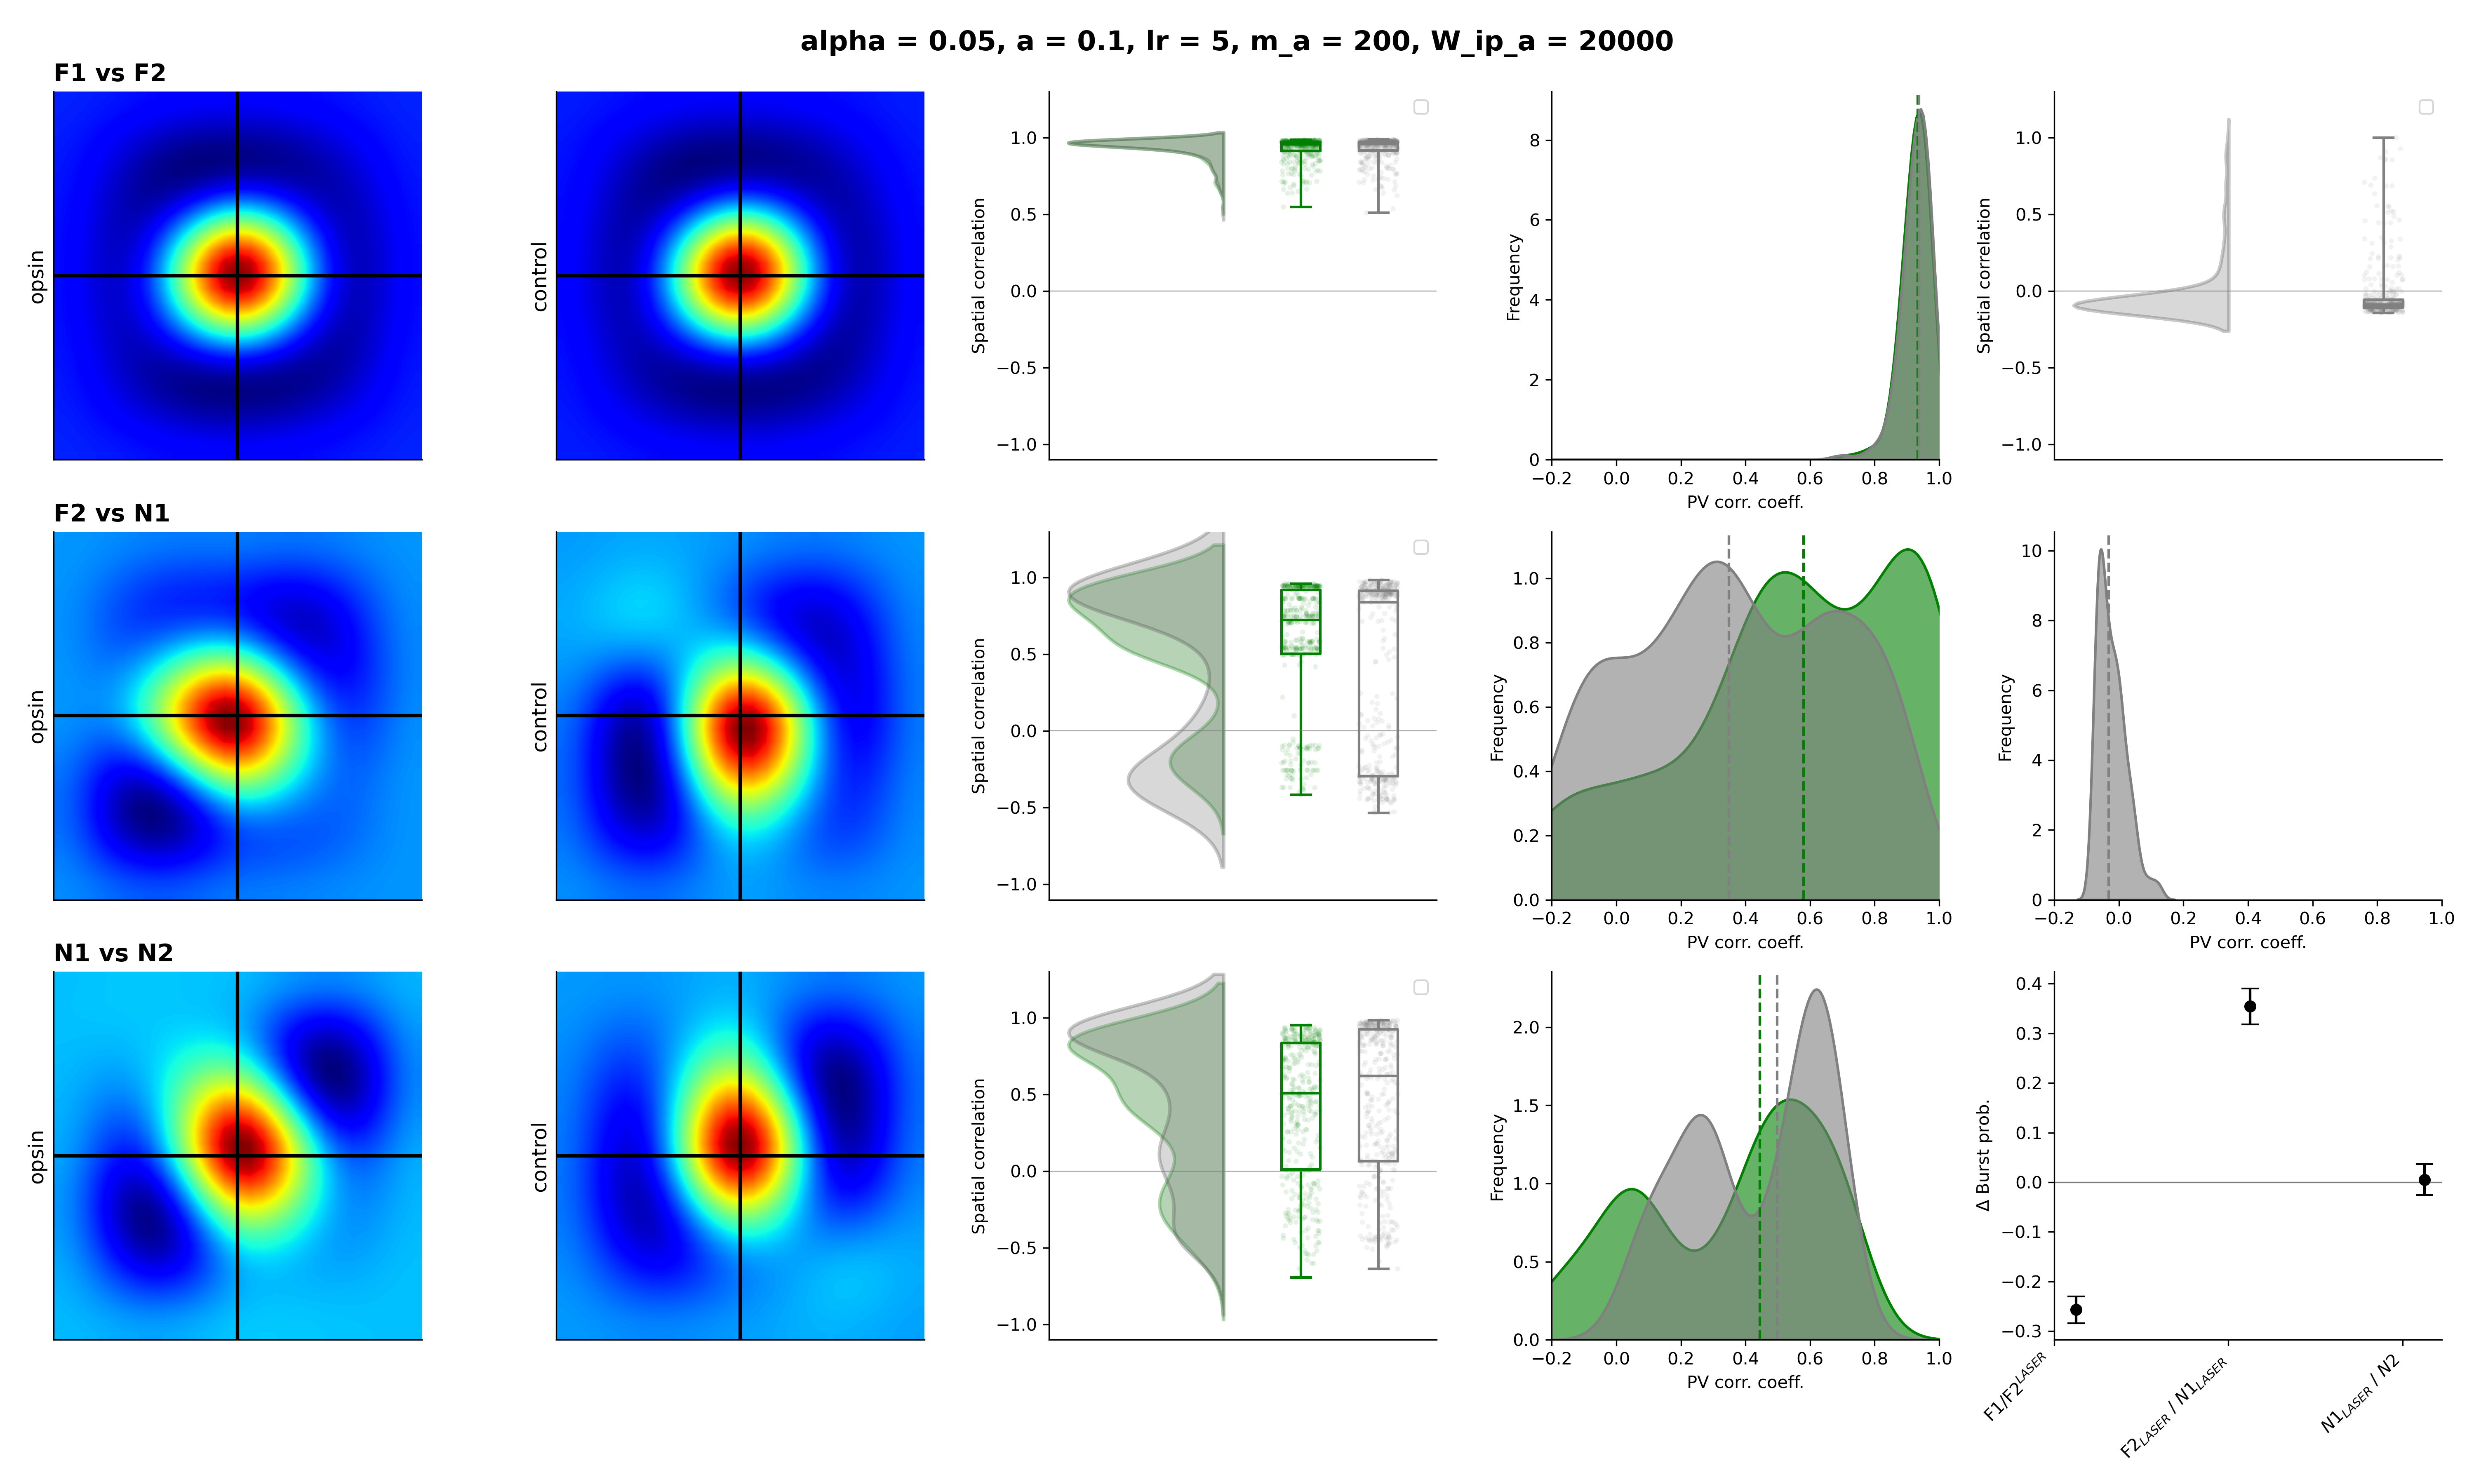 alpha = 0.05, a = 0.1, lr = 5, m_a = 200, W_ip_a = 20000
F1 vs F2
opsin
control
Spatial correlation
1.0
0.5
0.0
−0.5
−1.0
Frequency
8
6
4
2
0
−0.2 0.0 0.2 0.4 0.6 0.8 1.0
PV corr. coeff.
Spatial correlation
1.0
0.5
0.0
−0.5
−1.0
F2 vs N1
opsin
control
Spatial correlation
1.0
0.5
0.0
−0.5
−1.0
Frequency
1.0
0.8
0.6
0.4
0.2
0.0
−0.2 0.0 0.2 0.4 0.6 0.8 1.0
PV corr. coeff.
Frequency
10
8
6
4
2
0
−0.2 0.0 0.2 0.4 0.6 0.8 1.0
PV corr. coeff.
N1 vs N2
opsin
control
Spatial correlation
1.0
0.5
0.0
−0.5
−1.0
Frequency
2.0
1.5
1.0
0.5
0.0
−0.2 0.0 0.2 0.4 0.6 0.8 1.0
PV corr. coeff.
Δ Burst prob.
0.4
0.3
0.2
0.1
0.0
−0.1
−0.2
−0.3
F1/F2^LASER
F2_LASER / N1_LASER
N1_LASER / N2